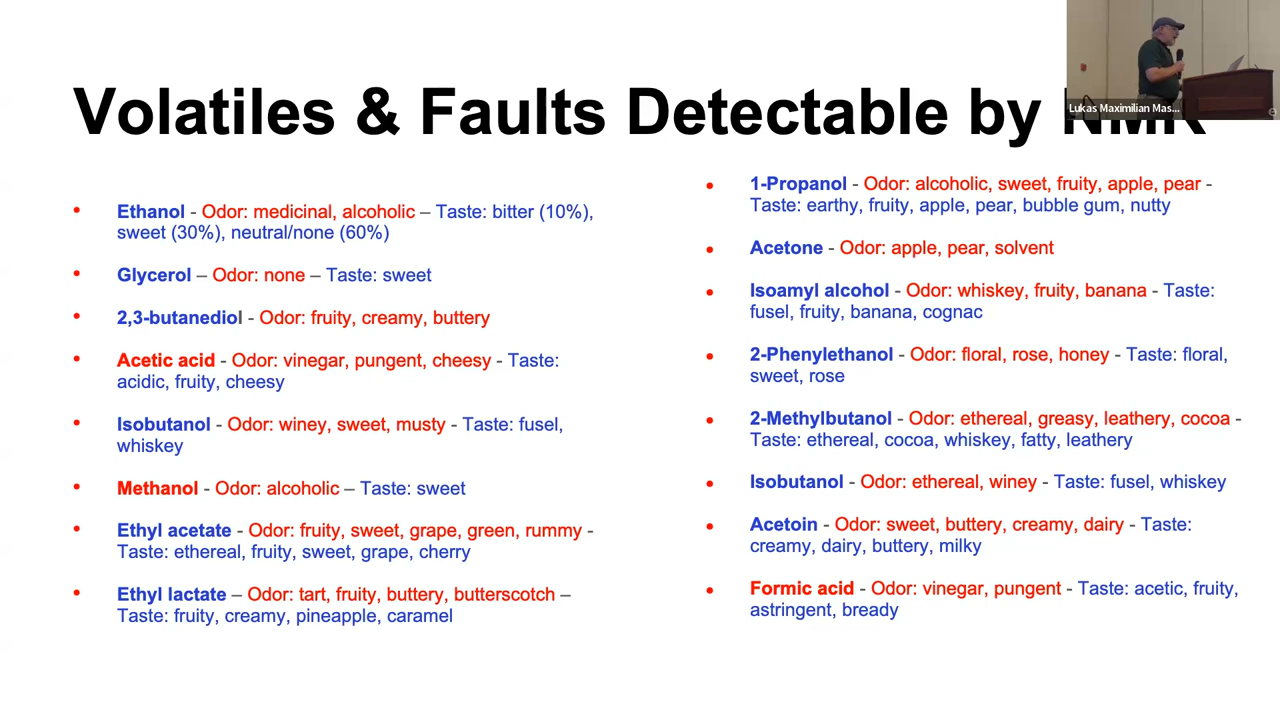 Volatiles & Faults Detectable by NMR
Lukas Maximilian Mas...
• Ethanol - Odor: medicinal, alcoholic – Taste: bitter (10%),
sweet (30%), neutral/none (60%)
• Glycerol – Odor: none – Taste: sweet
• 2,3-butanediol - Odor: fruity, creamy, buttery
• Acetic acid - Odor: vinegar, pungent, cheesy - Taste:
acidic, fruity, cheesy
• Isobutanol - Odor: winey, sweet, musty - Taste: fusel,
whiskey
• Methanol - Odor: alcoholic – Taste: sweet
• Ethyl acetate - Odor: fruity, sweet, grape, green, rummy -
Taste: ethereal, fruity, sweet, grape, cherry
• Ethyl lactate – Odor: tart, fruity, buttery, butterscotch –
Taste: fruity, creamy, pineapple, caramel
• 1-Propanol - Odor: alcoholic, sweet, fruity, apple, pear -
Taste: earthy, fruity, apple, pear, bubble gum, nutty
• Acetone - Odor: apple, pear, solvent
• Isoamyl alcohol - Odor: whiskey, fruity, banana - Taste:
fusel, fruity, banana, cognac
• 2-Phenylethanol - Odor: floral, rose, honey - Taste: floral,
sweet, rose
• 2-Methylbutanol - Odor: ethereal, greasy, leathery, cocoa -
Taste: ethereal, cocoa, whiskey, fatty, leathery
• Isobutanol - Odor: ethereal, winey - Taste: fusel, whiskey
• Acetoin - Odor: sweet, buttery, creamy, dairy - Taste:
creamy, dairy, buttery, milky
• Formic acid - Odor: vinegar, pungent - Taste: acetic, fruity,
astringent, bready